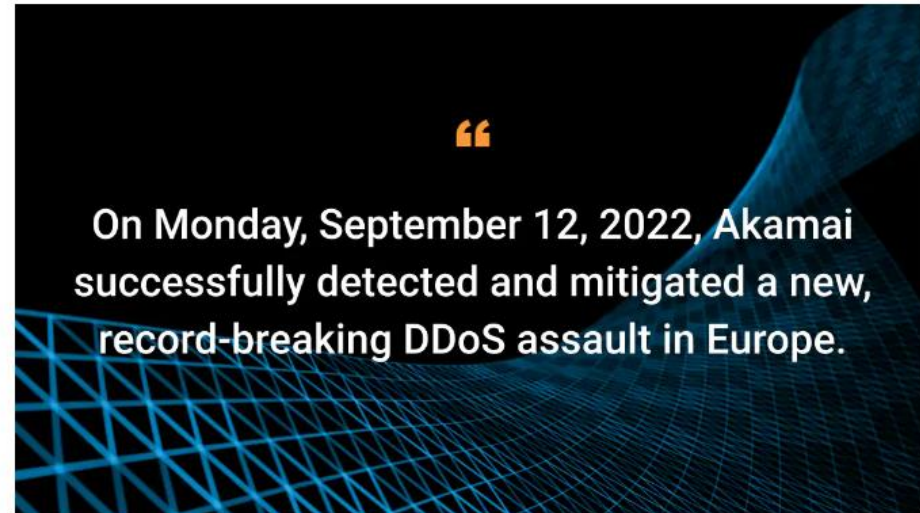 “
On Monday, September 12, 2022, Akamai
successfully detected and mitigated a new,
record-breaking DDoS assault in Europe.